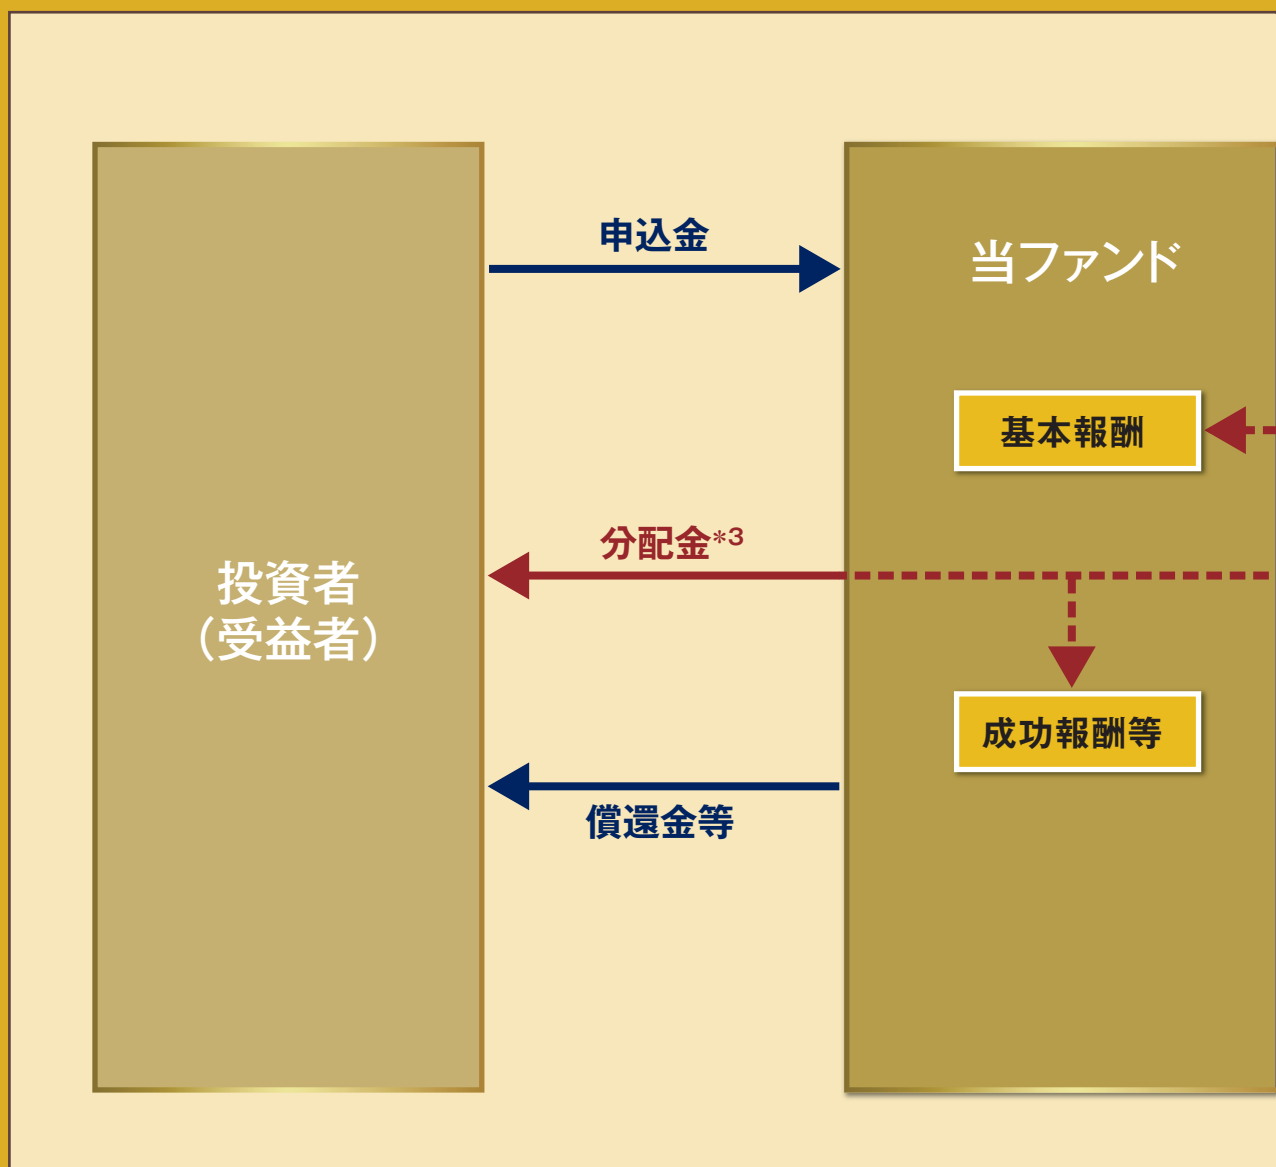 申込金
当ファンド
基本報酬
分配金*3
投資者
（受益者）
成功報酬等
償還金等